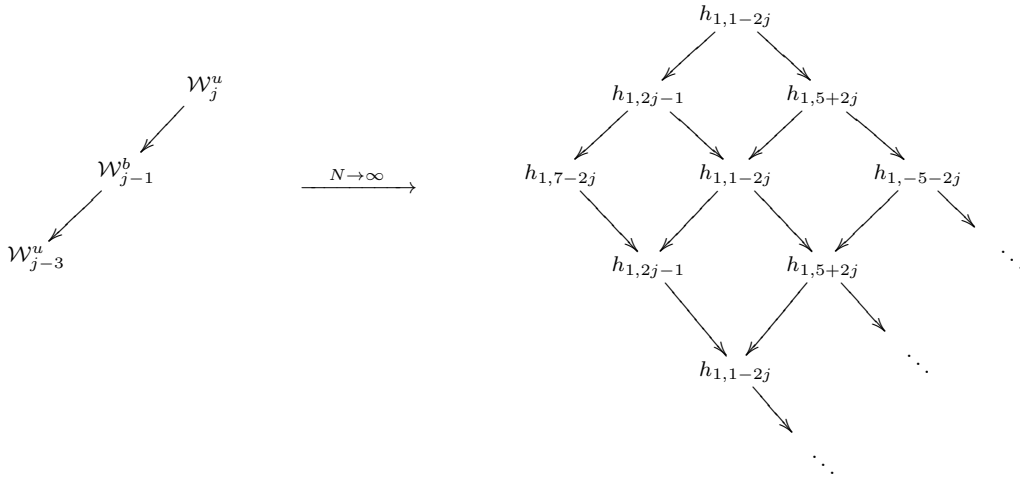 h_{1,1−2j}
𝒲^u_j
h_{1,2j−1} h_{1,5+2j}
𝒲^b_{j−1} N→∞ h_{1,7−2j} h_{1,1−2j} h_{1,−5−2j}
𝒲^u_{j−3} h_{1,2j−1} h_{1,5+2j} ⋱
⋱
h_{1,1−2j}
⋱